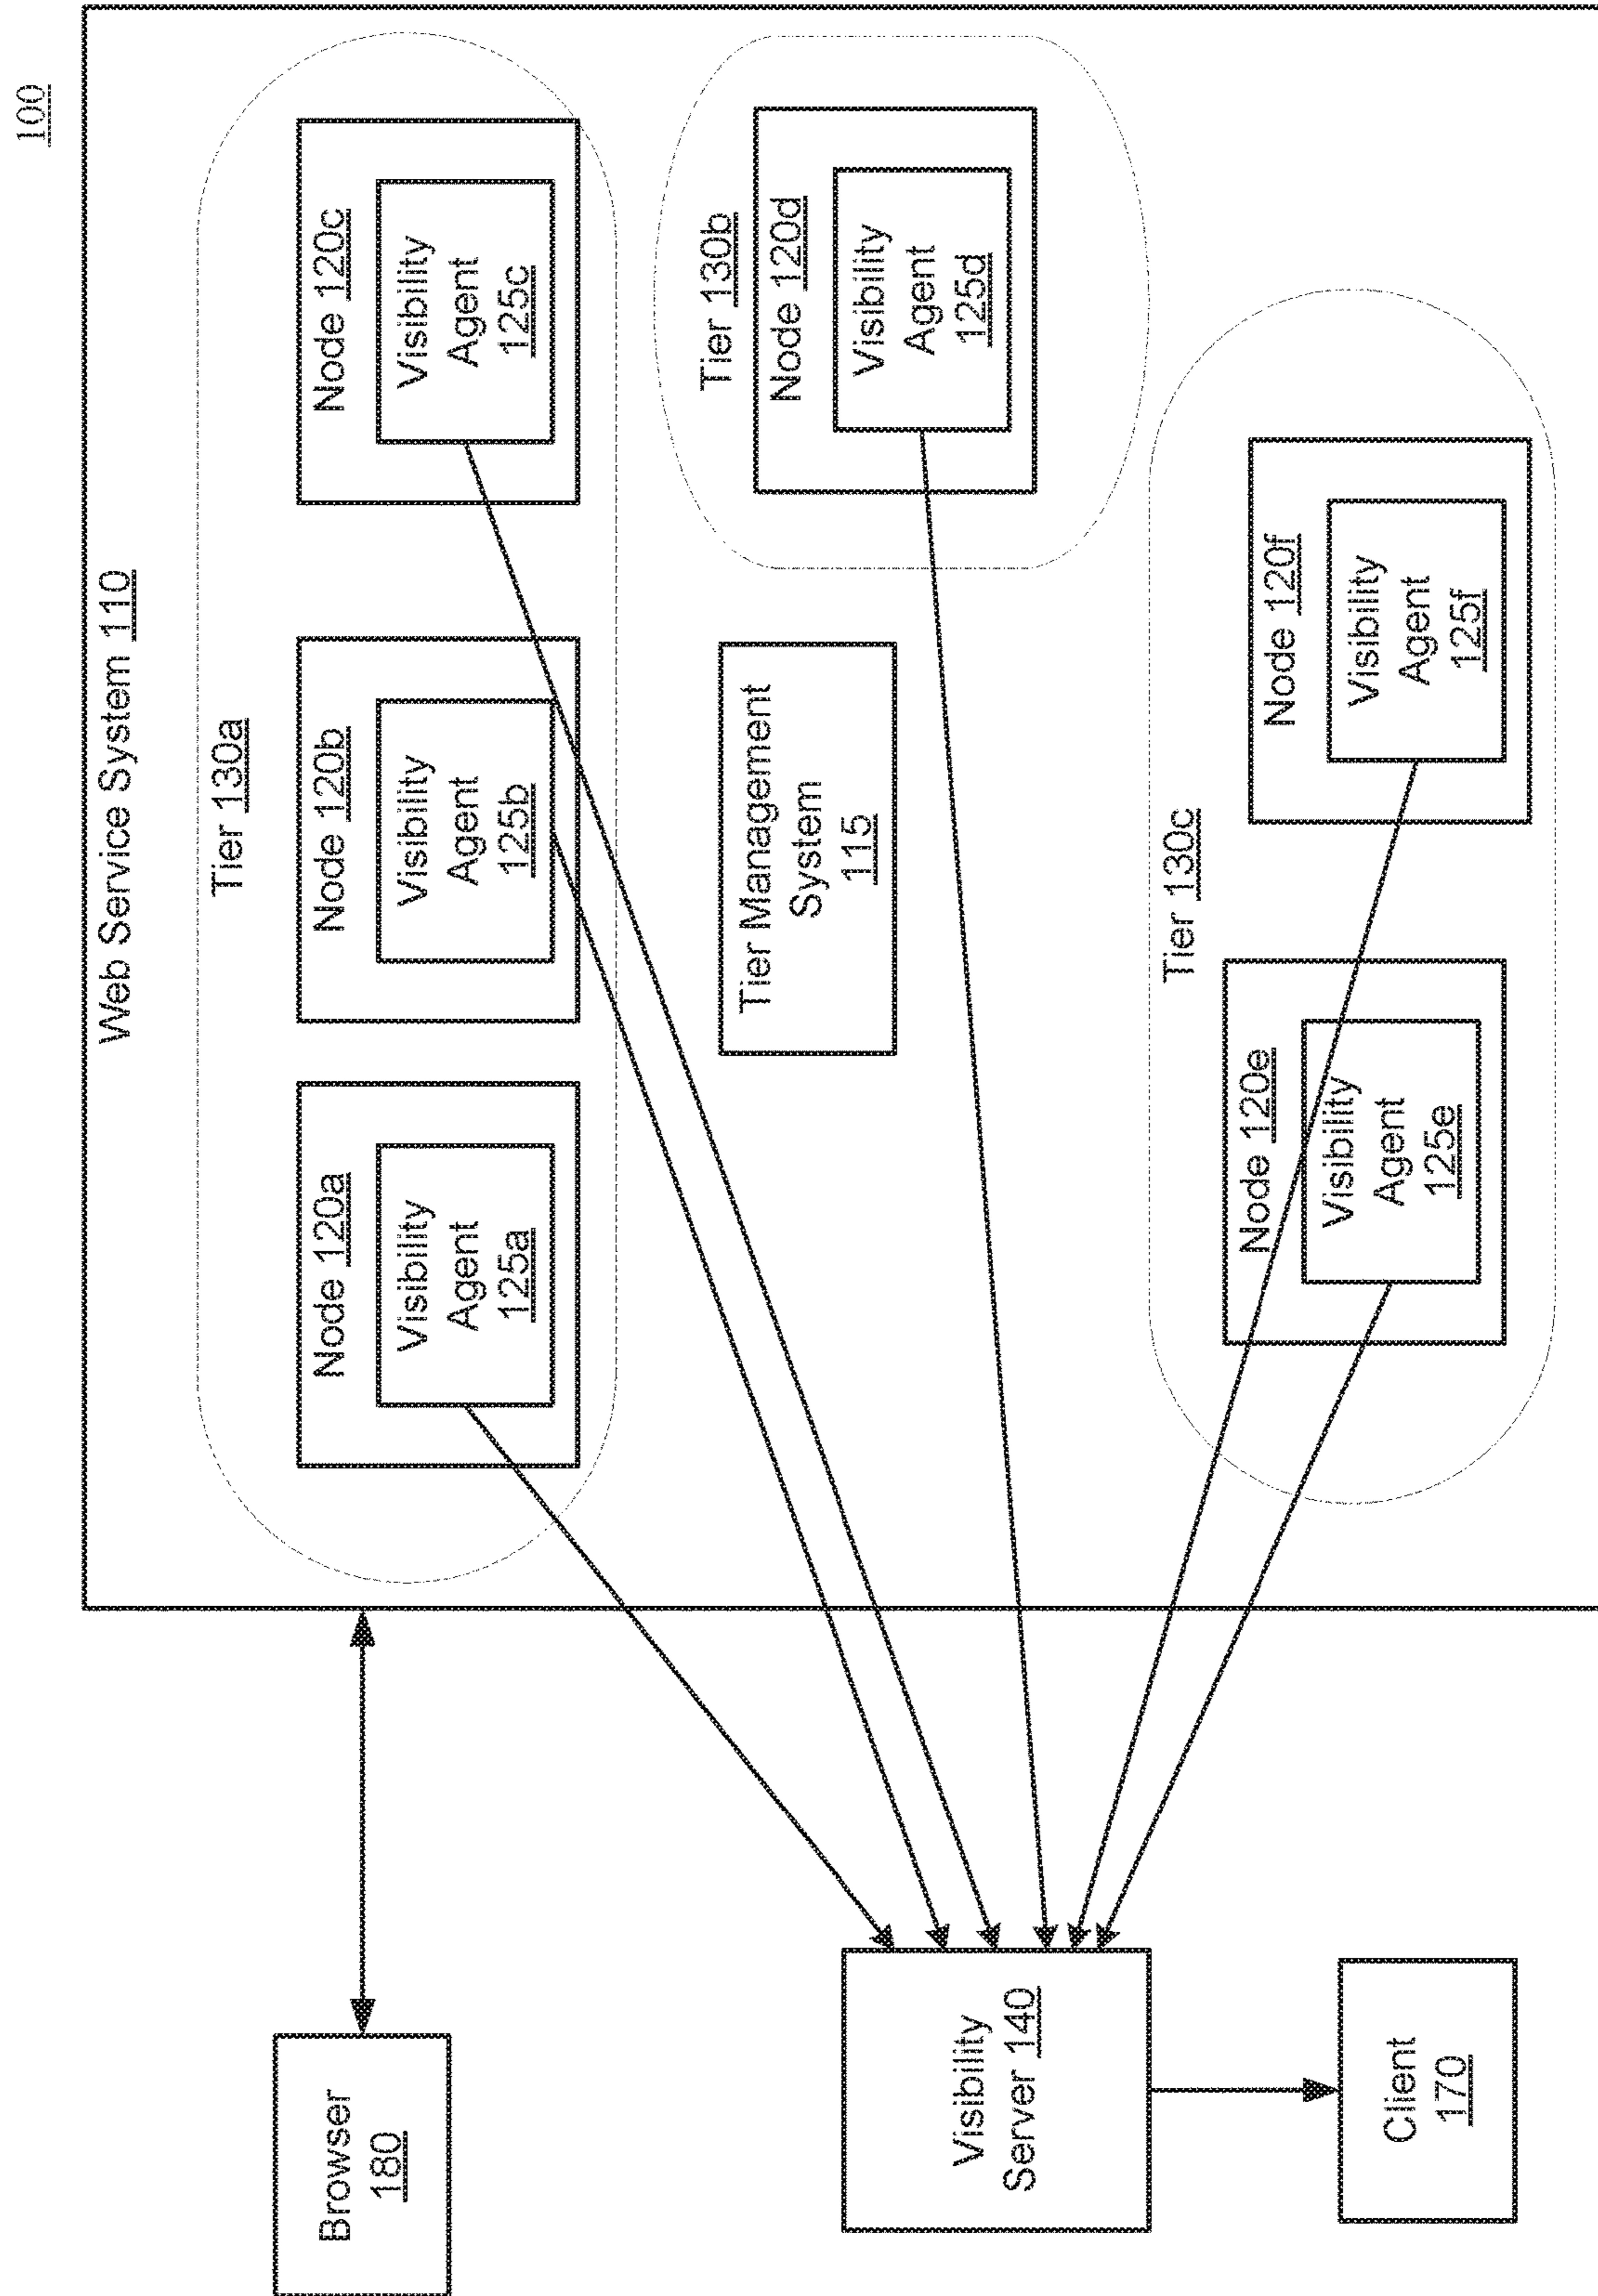 100
Web Service System 110
Tier 130a
Node 120a
Visibility
Agent
125a
Node 120b
Visibility
Agent
125b
Node 120c
Visibility
Agent
125c
Browser
180
Tier Management
System
115
Tier 130b
Node 120d
Visibility
Agent
125d
Visibility
Server 140
Tier 130c
Node 120e
Visibility
Agent
125e
Node 120f
Visibility
Agent
125f
Client
170